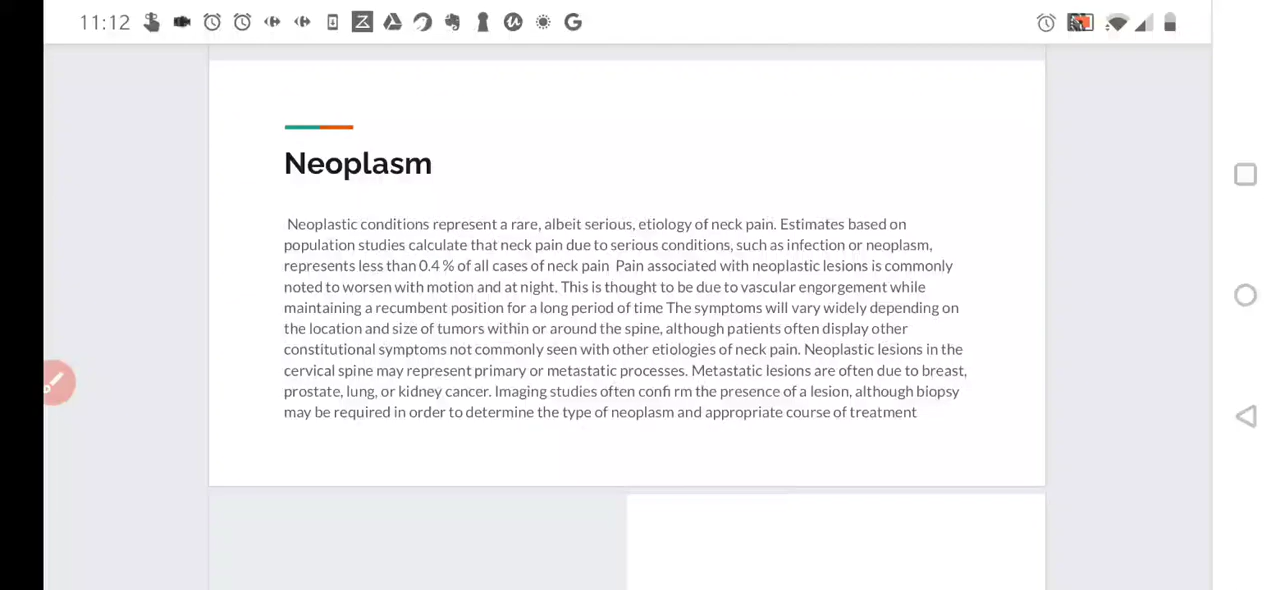 11:12
Neoplasm
Neoplastic conditions represent a rare, albeit serious, etiology of neck pain. Estimates based on
population studies calculate that neck pain due to serious conditions, such as infection or neoplasm,
represents less than 0.4 % of all cases of neck pain  Pain associated with neoplastic lesions is commonly
noted to worsen with motion and at night. This is thought to be due to vascular engorgement while
maintaining a recumbent position for a long period of time The symptoms will vary widely depending on
the location and size of tumors within or around the spine, although patients often display other
constitutional symptoms not commonly seen with other etiologies of neck pain. Neoplastic lesions in the
cervical spine may represent primary or metastatic processes. Metastatic lesions are often due to breast,
prostate, lung, or kidney cancer. Imaging studies often confi rm the presence of a lesion, although biopsy
may be required in order to determine the type of neoplasm and appropriate course of treatment